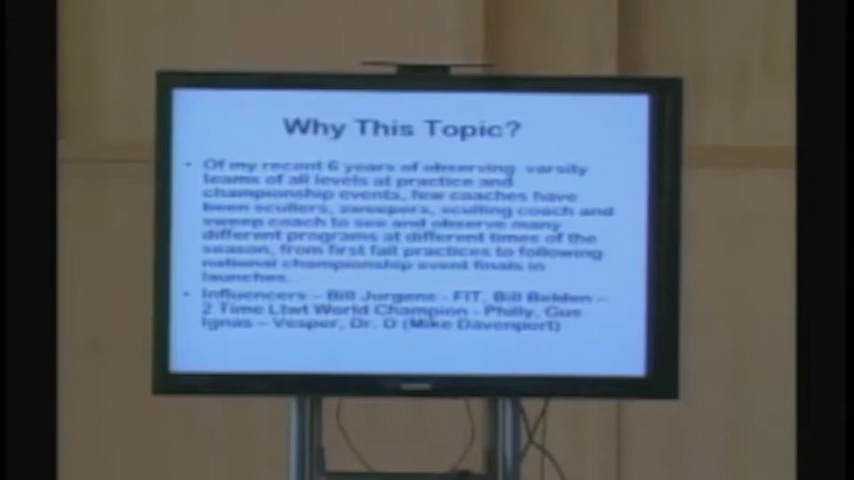 Why This Topic?
• Of my recent 6 years of observing varsity
teams of all levels at practice and
championship events, few coaches have
been scullers, sweepers, sculling coach and
sweep coach to see and observe many
different programs at different times of the
season, from first fall practices to following
national championship event finals in
launches.
• Influencers – Bill Jurgens - FIT, Bill Belden –
2 Time Ltwt World Champion - Philly, Gus
Ignas – Vesper, Dr. D (Mike Davenport)